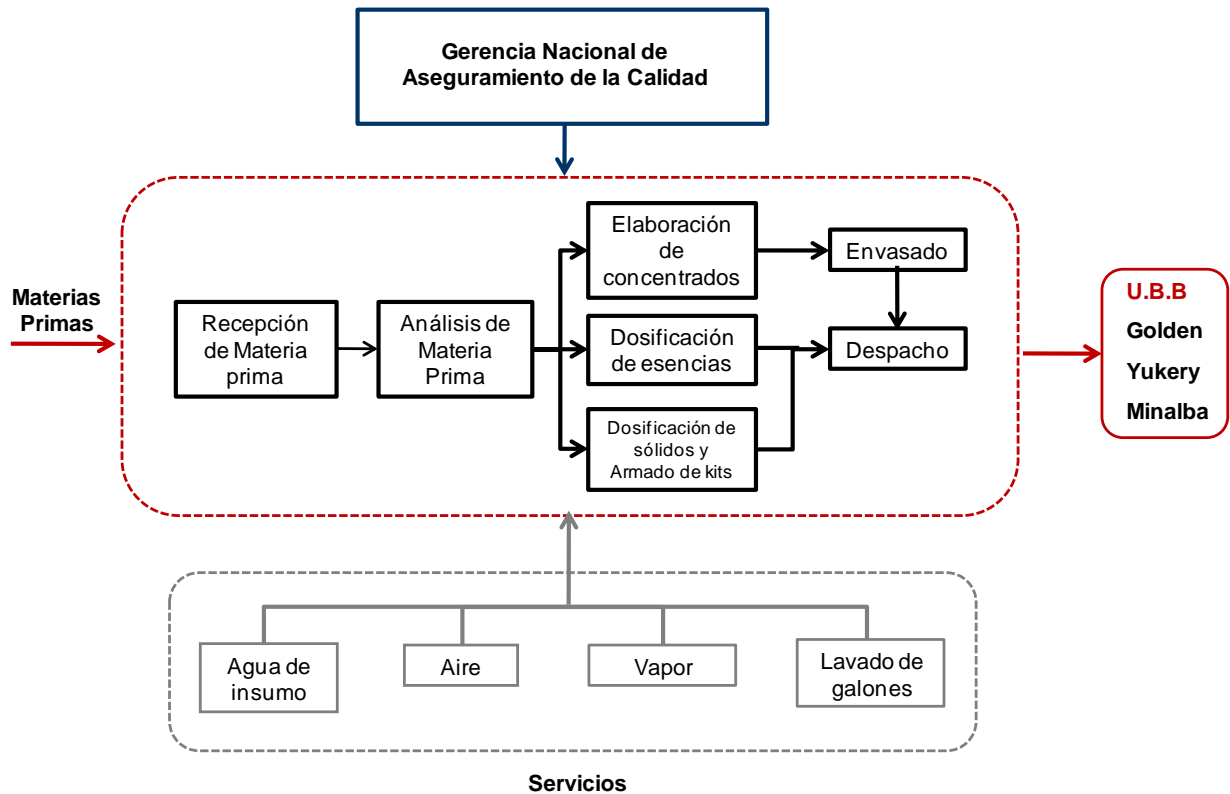 Gerencia Nacional de
Aseguramiento de la Calidad
Materias
Primas
Recepción
de Materia
prima
Análisis de
Materia
Prima
Elaboración
de
concentrados
Envasado
Dosificación
de esencias
Despacho
Dosificación de
sólidos y
Armado de kits
U.B.B
Golden
Yukery
Minalba
Agua de
insumo
Aire
Vapor
Lavado de
galones
Servicios